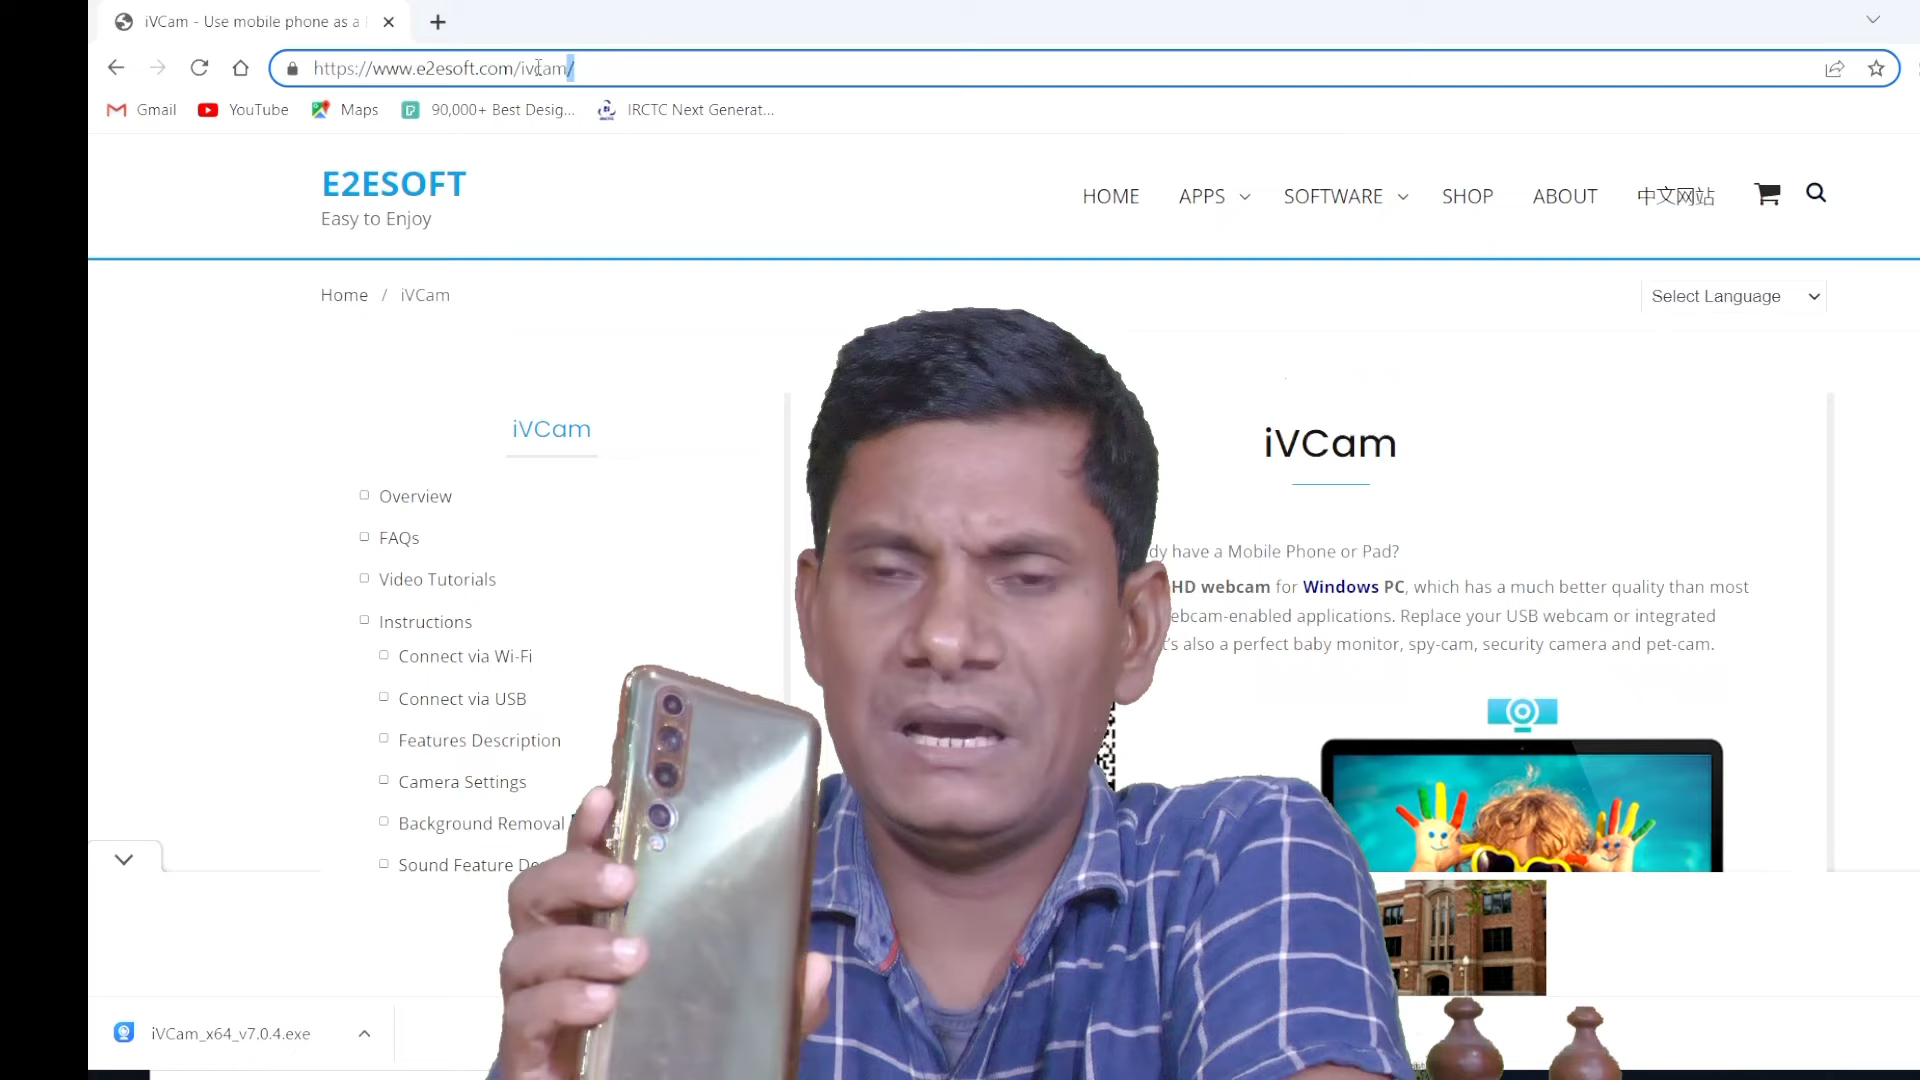 iVCam - Use mobile phone as a
https://www.e2esoft.com/ivcam/
Gmail
YouTube
Maps
90,000+ Best Desig...
IRCTC Next Generat...
E2ESOFT
Easy to Enjoy
HOME
APPS
SOFTWARE
SHOP
ABOUT
中文网站
Home / iVCam
Select Language
iVCam
Overview
FAQs
Video Tutorials
Instructions
Connect via Wi-Fi
Connect via USB
Features Description
Camera Settings
Background Removal
Sound Feature
iVCam
have a Mobile Phone or Pad?
HD webcam for Windows PC, which has a much better quality than most
webcam-enabled applications. Replace your USB webcam or integrated
also a perfect baby monitor, spy-cam, security camera and pet-cam.
iVCam_x64_v7.0.4.exe